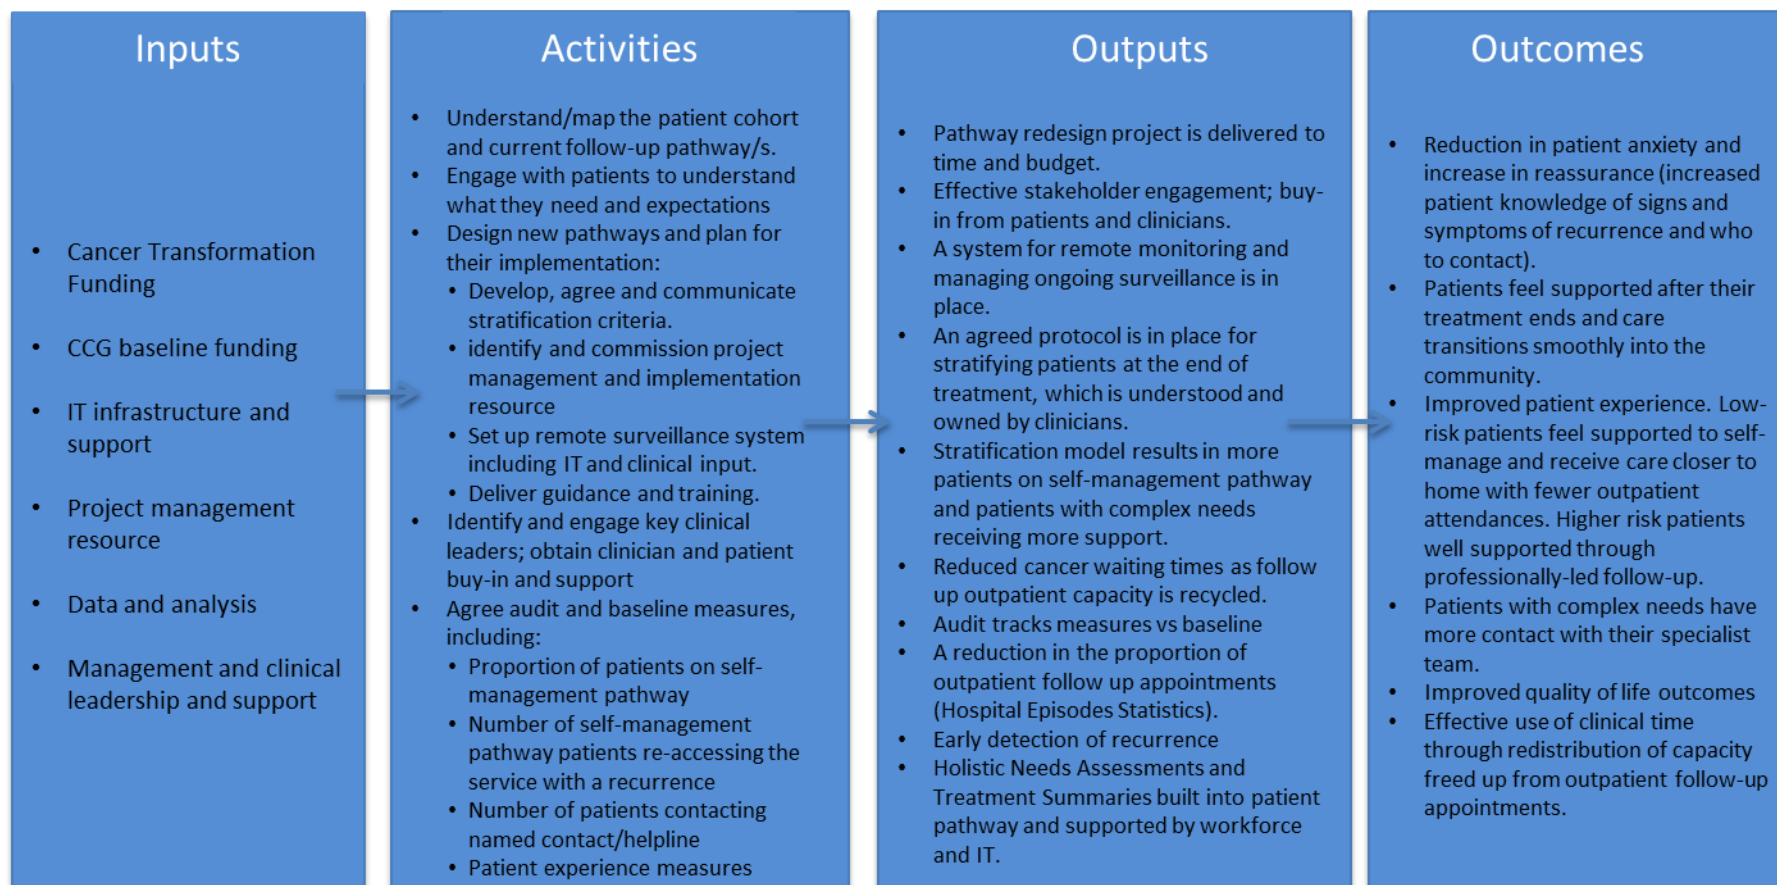 Inputs
• Cancer Transformation
Funding
• CCG baseline funding
• IT infrastructure and
support
• Project management
resource
• Data and analysis
• Management and clinical
leadership and support
Activities
• Understand/map the patient cohort
and current follow-up pathway/s.
• Engage with patients to understand
what they need and expectations
• Design new pathways and plan for
their implementation:
• Develop, agree and communicate
stratification criteria.
• identify and commission project
management and implementation
resource
• Set up remote surveillance system
including IT and clinical input.
• Deliver guidance and training.
• Identify and engage key clinical
leaders; obtain clinician and patient
buy-in and support
• Agree audit and baseline measures,
including:
• Proportion of patients on self-
management pathway
• Number of self-management
pathway patients re-accessing the
service with a recurrence
• Number of patients contacting
named contact/helpline
• Patient experience measures
Outputs
• Pathway redesign project is delivered to
time and budget.
• Effective stakeholder engagement; buy-
in from patients and clinicians.
• A system for remote monitoring and
managing ongoing surveillance is in
place.
• An agreed protocol is in place for
stratifying patients at the end of
treatment, which is understood and
owned by clinicians.
• Stratification model results in more
patients on self-management pathway
and patients with complex needs
receiving more support.
• Reduced cancer waiting times as follow
up outpatient capacity is recycled.
• Audit tracks measures vs baseline
• A reduction in the proportion of
outpatient follow up appointments
(Hospital Episodes Statistics).
• Early detection of recurrence
• Holistic Needs Assessments and
Treatment Summaries built into patient
pathway and supported by workforce
and IT.
Outcomes
• Reduction in patient anxiety and
increase in reassurance (increased
patient knowledge of signs and
symptoms of recurrence and who
to contact).
• Patients feel supported after their
treatment ends and care
transitions smoothly into the
community.
• Improved patient experience. Low-
risk patients feel supported to self-
manage and receive care closer to
home with fewer outpatient
attendances. Higher risk patients
well supported through
professionally-led follow-up.
• Patients with complex needs have
more contact with their specialist
team.
• Improved quality of life outcomes
• Effective use of clinical time
through redistribution of capacity
freed up from outpatient follow-up
appointments.